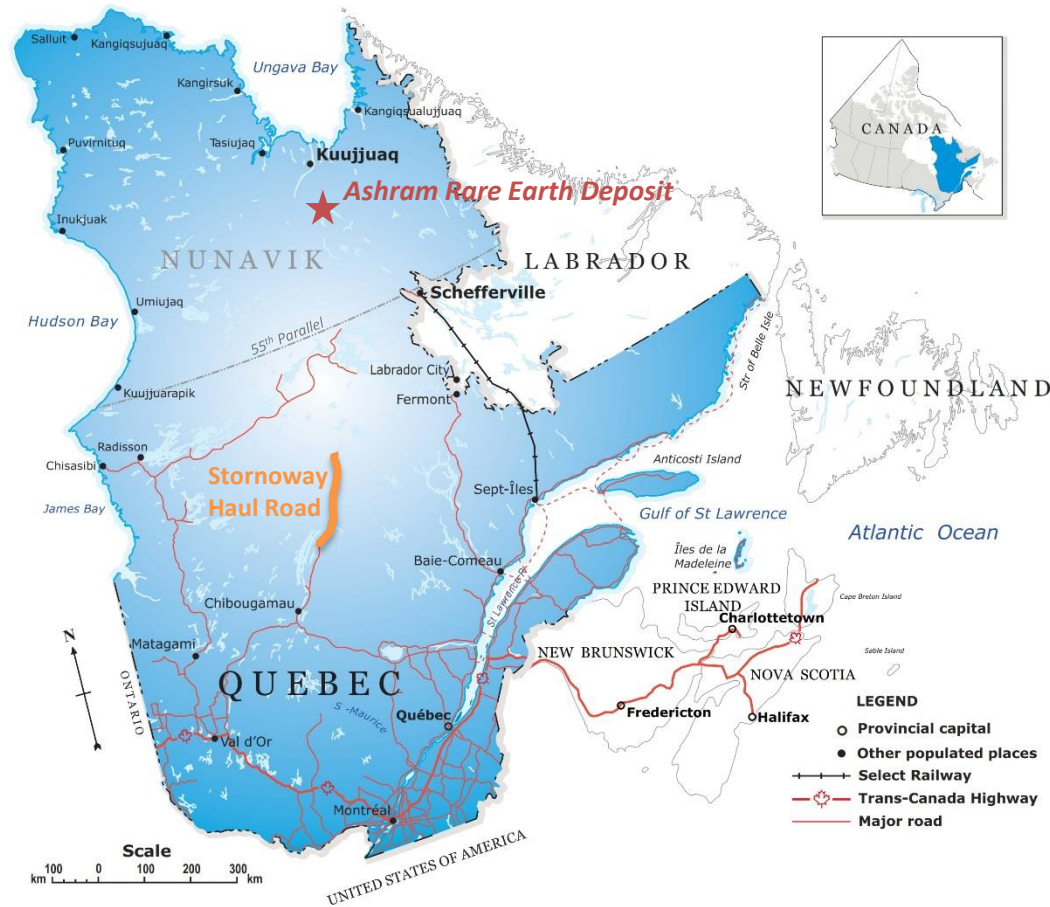 Salluit
Kangiqsujuaq
Ungava Bay
Kangirsuk
Kangiqsualujjuaq
CANADA
Puvirnituq
Tasiujaq
Kuujjuaq
Ashram Rare Earth Deposit
Inukjuak
NUNAVIK
LABRADOR
Schefferville
Umiujaq
Hudson Bay
55th Parallel
Str of Belle Isle
Labrador City
Fermont
Kuujjuarapik
NEWFOUNDLAND
Radisson
Chisasibi
Stornoway
Haul Road
Anticosti Island
Sept-Îles
James Bay
Gulf of St Lawrence
Atlantic Ocean
Baie-Comeau
Îles de la
Madeleine
St Lawrence R
PRINCE EDWARD
ISLAND
Cape Breton Island
Chibougamau
Charlottetown
N
Matagami
NEW BRUNSWICK
Sable Island
QUEBEC
NOVA SCOTIA
ONTARIO
S -Maurice
Québec
Fredericton
Halifax
LEGEND
Provincial capital
Val d'Or
Other populated places
Select Railway
Trans-Canada Highway
Montréal
Major road
UNITED STATES OF AMERICA
Scale
100 0 100 200 300
km km